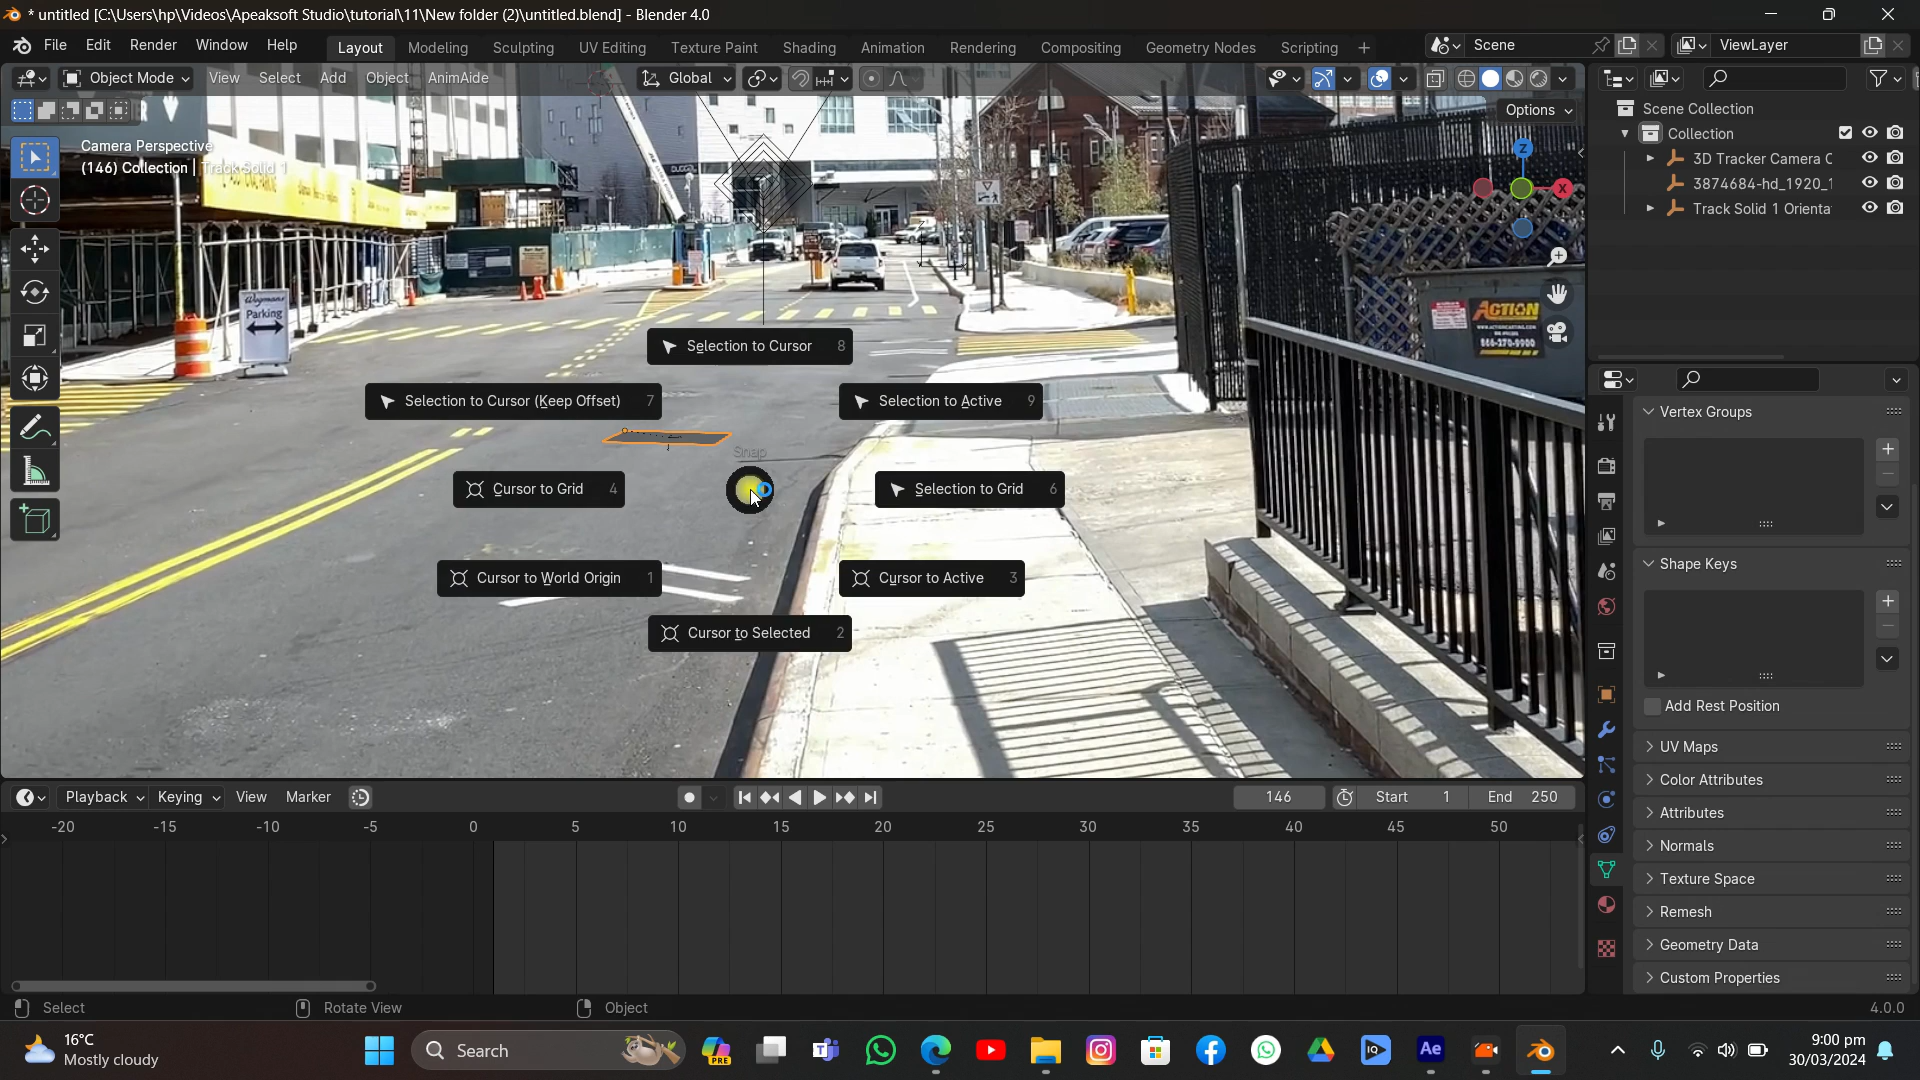 * untitled [C:\Users\hp\Videos\Apeaksoft Studio\tutorial\11\New folder (2)\untitled.blend] - Blender 4.0
File Edit Render Window Help Layout Modeling Sculpting UV Editing Texture Paint Shading Animation Rendering Compositing Geometry Nodes Scripting + Scene ViewLayer
Object Mode View Select Add Object AnimAide Global
Options
Scene Collection
Collection
3D Tracker Camera C
3874684-hd_1920_1
Track Solid 1 Orienta
Camera Perspective
(146) Collection | Track Solid 1
Z
X
Wegmans
Parking
ACTION
866-270-9900
Selection to Cursor 8
Selection to Cursor (Keep Offset) 7
Selection to Active 9
Snap
Cursor to Grid 4
Selection to Grid 6
Cursor to World Origin 1
Cursor to Active 3
Cursor to Selected 2
Vertex Groups
Shape Keys
Add Rest Position
UV Maps
Color Attributes
Attributes
Normals
Texture Space
Remesh
Geometry Data
Custom Properties
Playback Keying View Marker 146 Start 1 End 250
-20 -15 -10 -5 0 5 10 15 20 25 30 35 40 45 50
Select Rotate View Object 4.0.0
16°C
Mostly cloudy
Search
PRE
IQ
Ae
9:00 pm
30/03/2024